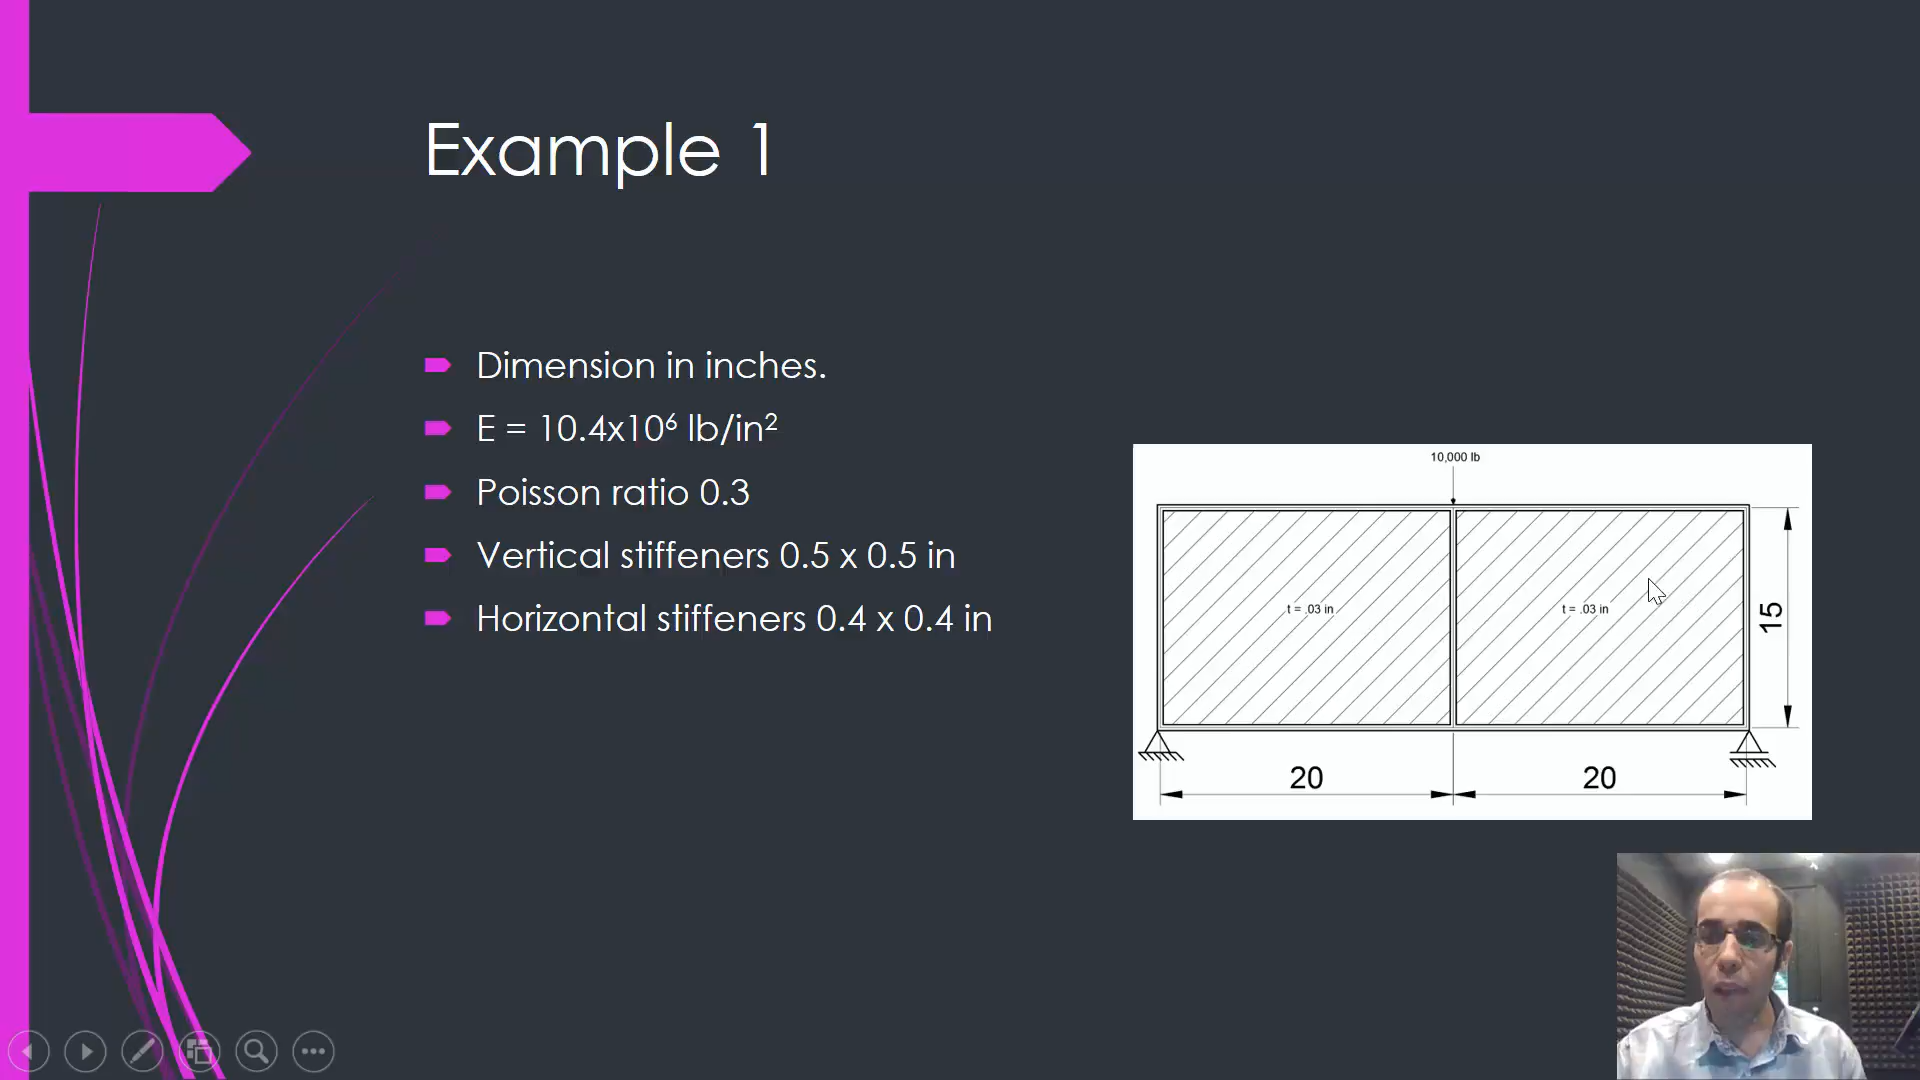 Example 1
Dimension in inches.
E = 10.4x10⁶ lb/in²
Poisson ratio 0.3
Vertical stiffeners 0.5 x 0.5 in
Horizontal stiffeners 0.4 x 0.4 in
10,000 lb
t = .03 in
t = .03 in
15
20
20